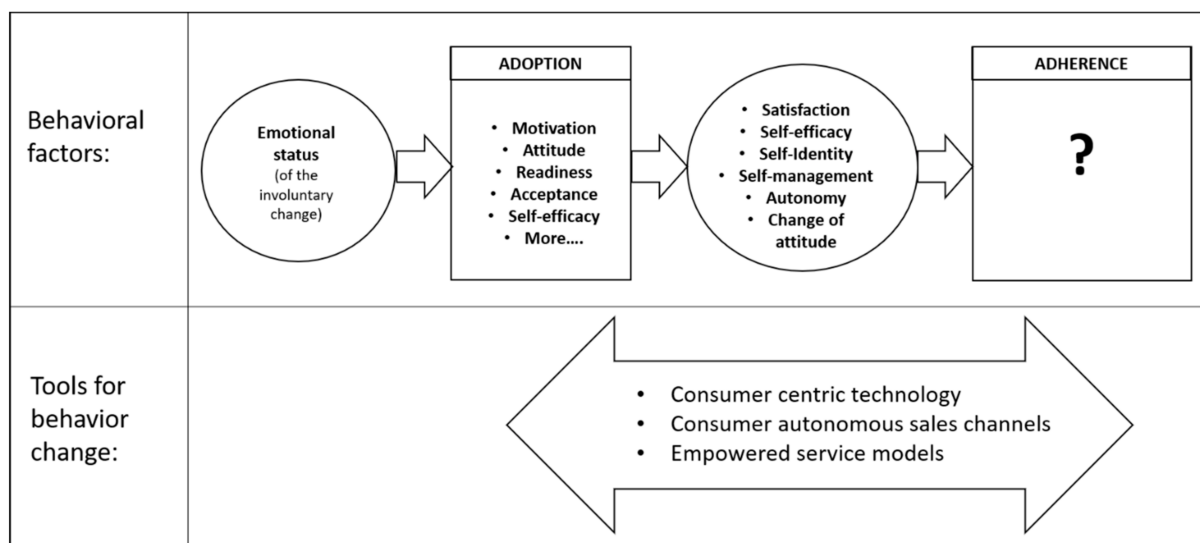 Behavioral
factors:
Emotional
status
(of the
involuntary
change)
ADOPTION
• Motivation
• Attitude
• Readiness
• Acceptance
• Self-efficacy
• More....
• Satisfaction
• Self-efficacy
• Self-Identity
• Self-management
• Autonomy
• Change of
attitude
ADHERENCE
?
Tools for
behavior
change:
• Consumer centric technology
• Consumer autonomous sales channels
• Empowered service models